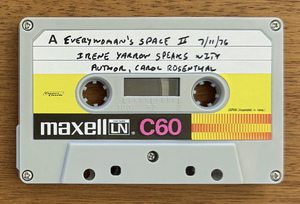 A EVERYWOMAN'S SPACE II 7/11/76
IRENE YARROW SPEAKS WITH
AUTHOR, CAROL ROSENTHAL
maxell LN C60